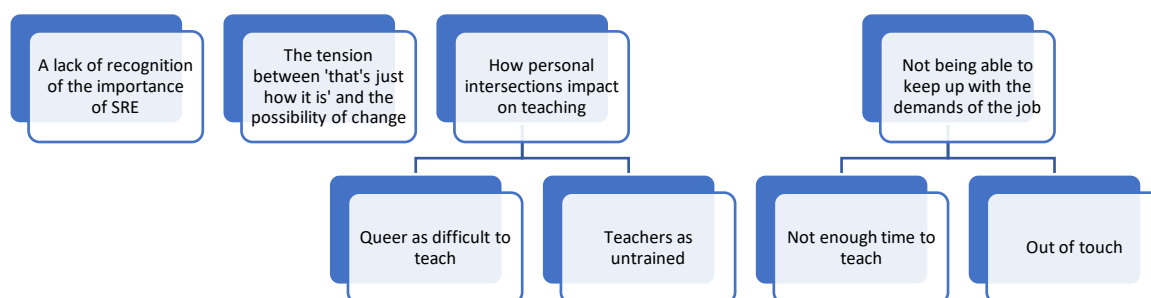 A lack of recognition
of the importance
of SRE
The tension
between 'that's just
how it is' and the
possibility of change
How personal
intersections impact
on teaching
Not being able to
keep up with the
demands of the job
Queer as difficult to
teach
Teachers as
untrained
Not enough time to
teach
Out of touch